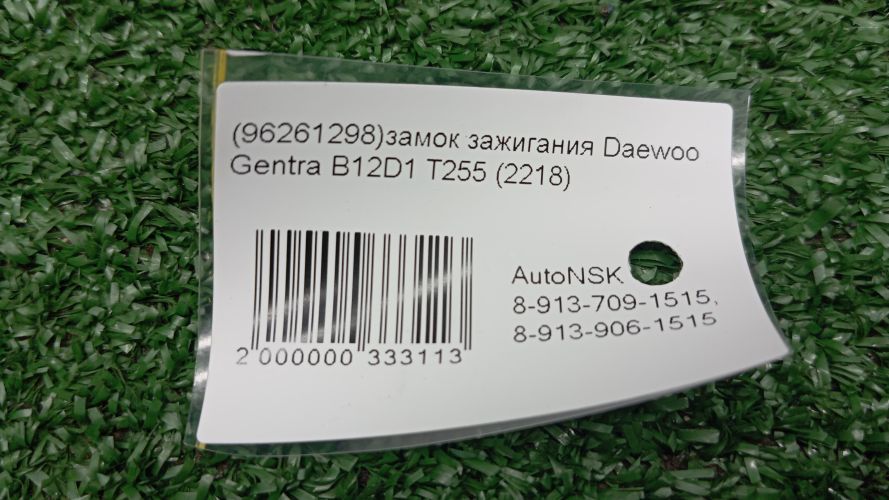 (96261298)замок зажигания Daewoo
Gentra B12D1 T255 (2218)
AutoNSK
8-913-709-1515,
8-913-906-1515
2 000000 333113